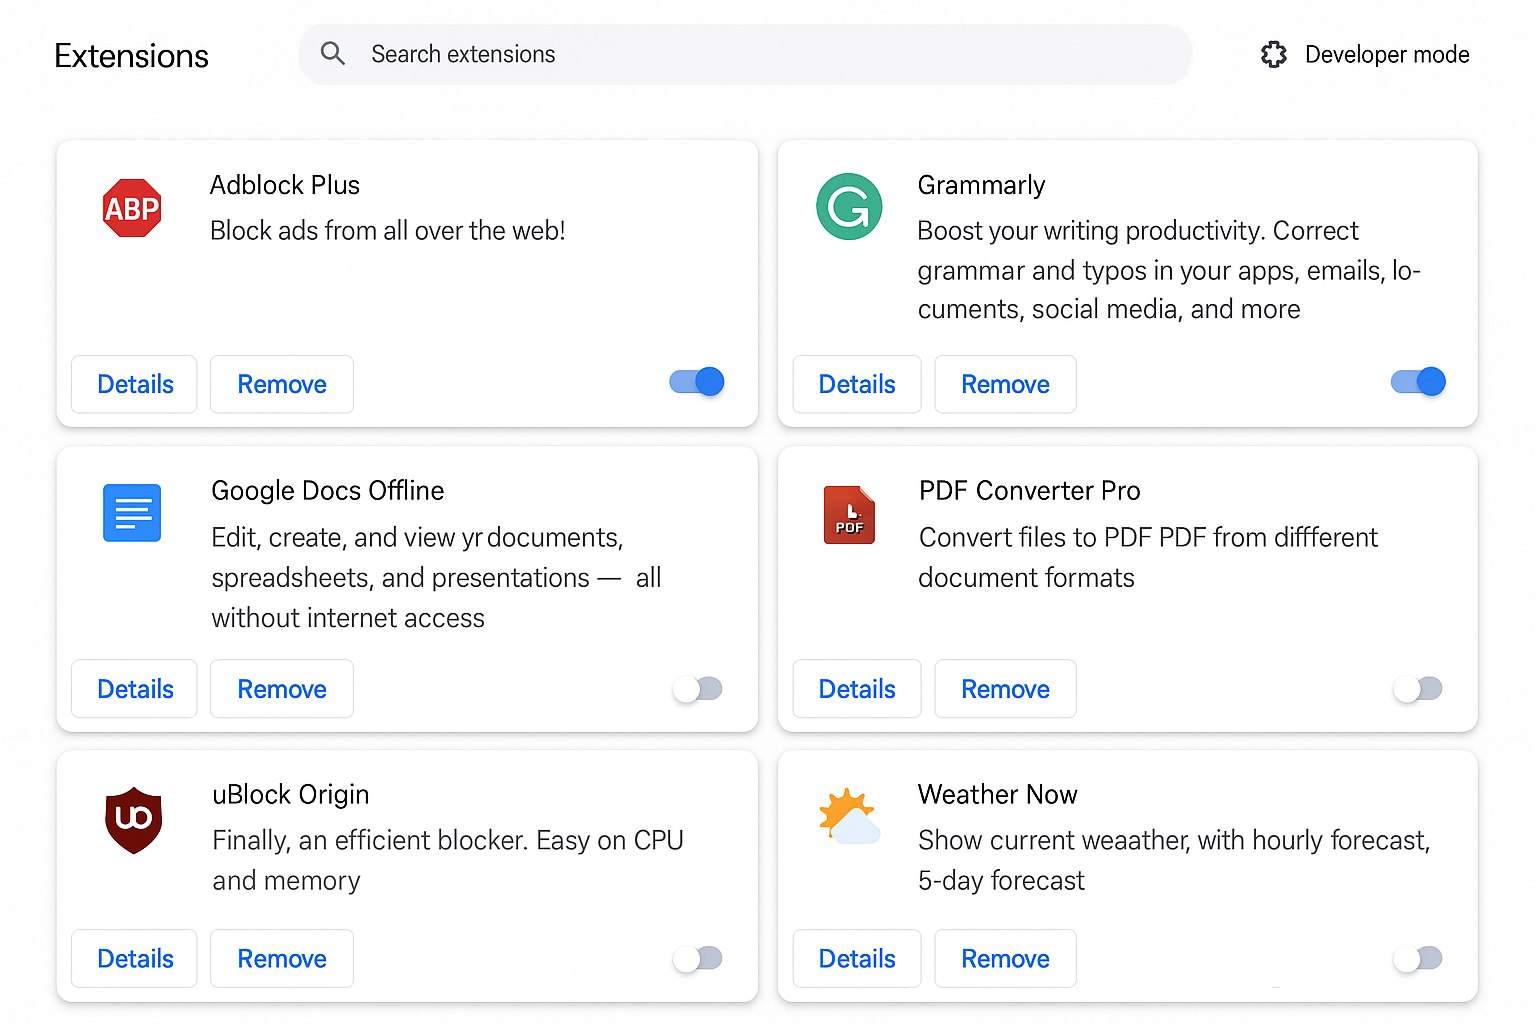 Extensions
Search extensions
Developer mode
ABP
Adblock Plus
Block ads from all over the web!
Details
Remove
G
Grammarly
Boost your writing productivity. Correct
grammar and typos in your apps, emails, lo-
cuments, social media, and more
Details
Remove
Google Docs Offline
Edit, create, and view yr documents,
spreadsheets, and presentations — all
without internet access
Details
Remove
PDF
PDF Converter Pro
Convert files to PDF PDF from diffferent
document formats
Details
Remove
uo
uBlock Origin
Finally, an efficient blocker. Easy on CPU
and memory
Details
Remove
Weather Now
Show current weaather, with hourly forecast,
5-day forecast
Details
Remove